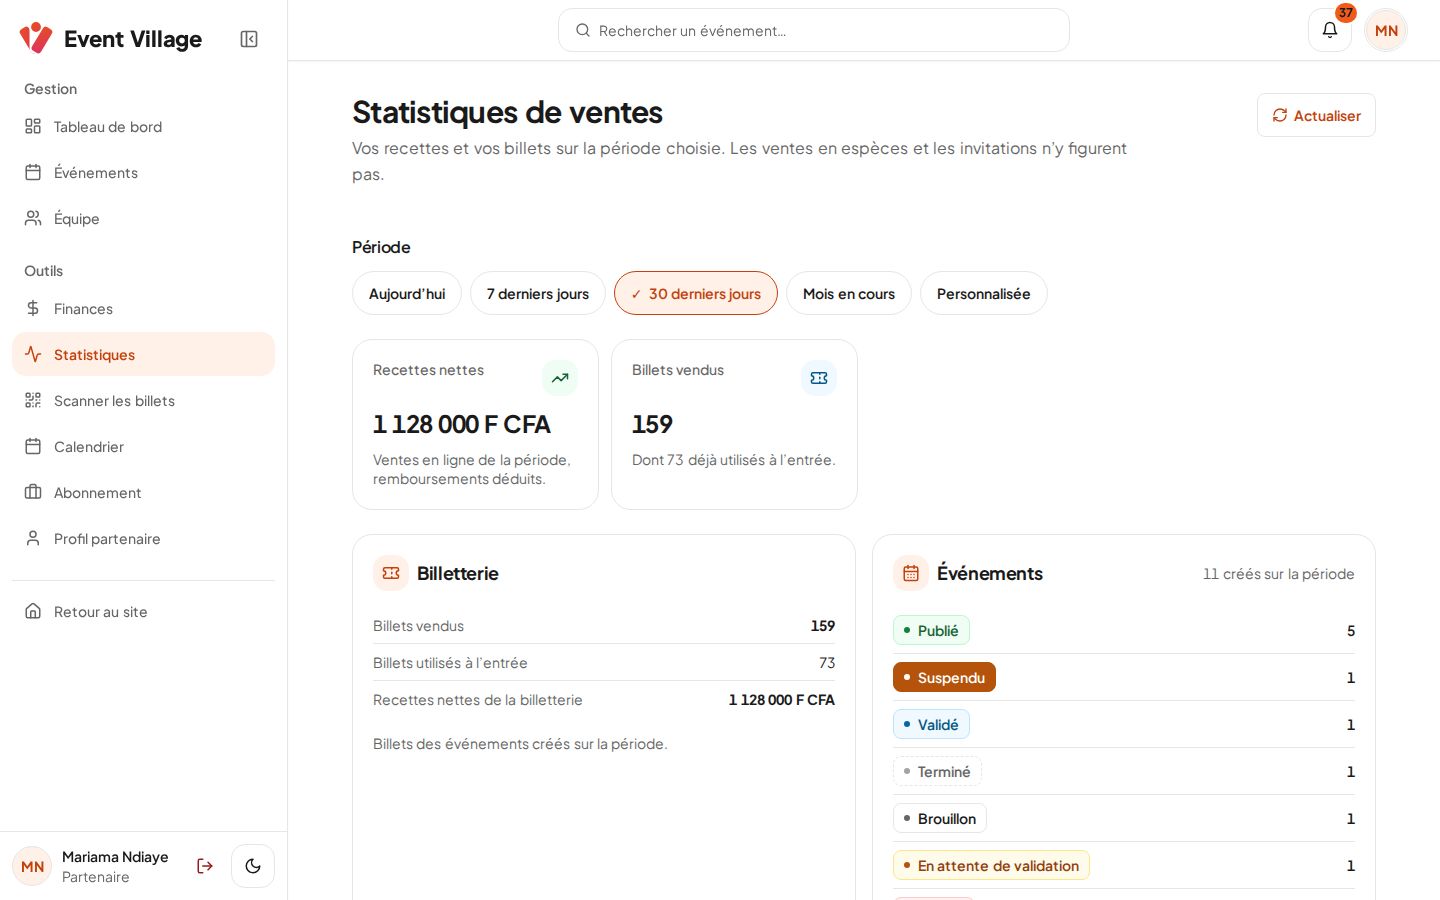 Event Village
Rechercher un événement…
37
MN
Gestion
Tableau de bord
Événements
Équipe
Outils
Finances
Statistiques
Scanner les billets
Calendrier
Abonnement
Profil partenaire
Retour au site
MN
Mariama Ndiaye
Partenaire
Statistiques de ventes
Actualiser
Vos recettes et vos billets sur la période choisie. Les ventes en espèces et les invitations n’y figurent
pas.
Période
Aujourd’hui
7 derniers jours
✓ 30 derniers jours
Mois en cours
Personnalisée
Recettes nettes
1 128 000 F CFA
Ventes en ligne de la période,
remboursements déduits.
Billets vendus
159
Dont 73 déjà utilisés à l’entrée.
Billetterie
Billets vendus 159
Billets utilisés à l’entrée 73
Recettes nettes de la billetterie 1 128 000 F CFA
Billets des événements créés sur la période.
Événements 11 créés sur la période
Publié 5
Suspendu 1
Validé 1
Terminé 1
Brouillon 1
En attente de validation 1